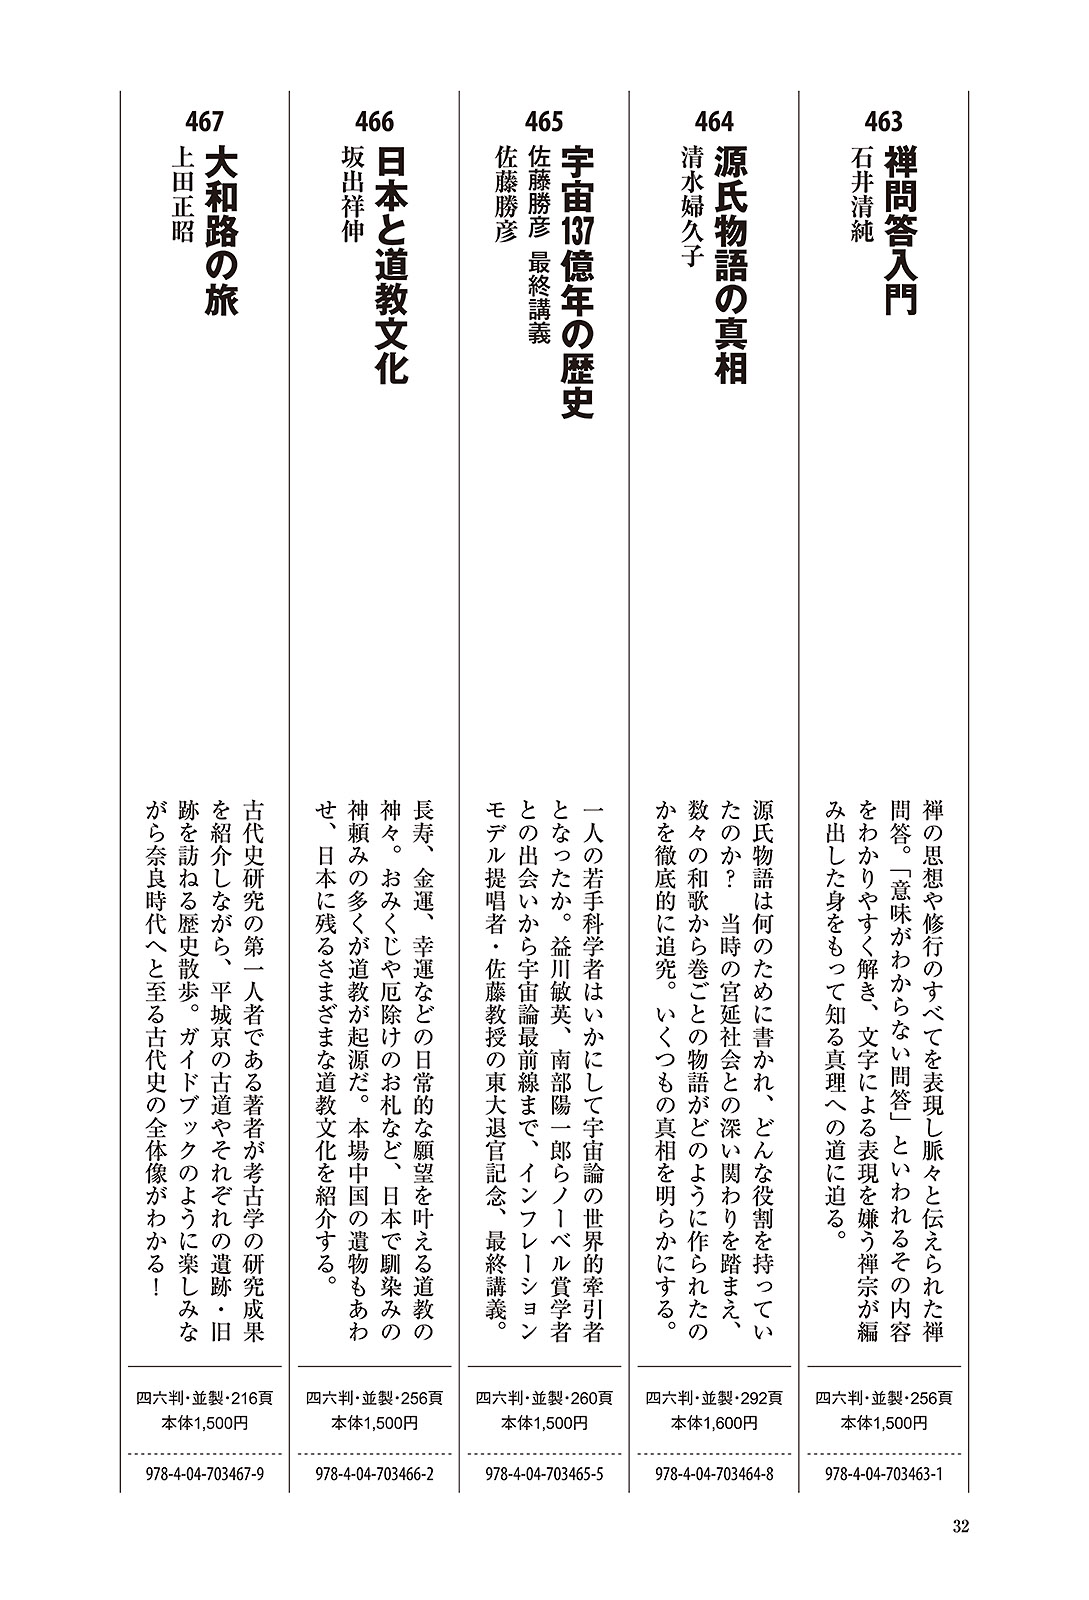 463
禅問答入門
石井清純
禅の思想や修行のすべてを表現し脈々と伝えられた禅
問答。「意味がわからない問答」といわれるその内容
をわかりやすく解き、文字による表現を嫌う禅宗が編
み出した身をもって知る真理への道に迫る。
四六判・並製・256頁
本体1,500円
978-4-04-703463-1
464
源氏物語の真相
清水婦久子
源氏物語は何のために書かれ、どんな役割を持ってい
たのか？　当時の宮廷社会との深い関わりを踏まえ、
数々の和歌から巻ごとの物語がどのように作られたの
かを徹底的に追究。いくつもの真相を明らかにする。
四六判・並製・292頁
本体1,600円
978-4-04-703464-8
465
宇宙137億年の歴史
佐藤勝彦　最終講義
佐藤勝彦
一人の若手科学者はいかにして宇宙論の世界的牽引者
となったか。益川敏英、南部陽一郎らノーベル賞学者
との出会いから宇宙論最前線まで、インフレーション
モデル提唱者・佐藤教授の東大退官記念、最終講義。
四六判・並製・260頁
本体1,500円
978-4-04-703465-5
466
日本と道教文化
坂出祥伸
長寿、金運、幸運などの日常的な願望を叶える道教の
神々。おみくじや厄除けのお札など、日本で馴染みの
神頼みの多くが道教が起源だ。本場中国の遺物もあわ
せ、日本に残るさまざまな道教文化を紹介する。
四六判・並製・256頁
本体1,500円
978-4-04-703466-2
467
大和路の旅
上田正昭
古代史研究の第一人者である著者が考古学の研究成果
を紹介しながら、平城京の古道やそれぞれの遺跡・旧
跡を訪ねる歴史散歩。ガイドブックのように楽しみな
がら奈良時代へと至る古代史の全体像がわかる！
四六判・並製・216頁
本体1,500円
978-4-04-703467-9
32